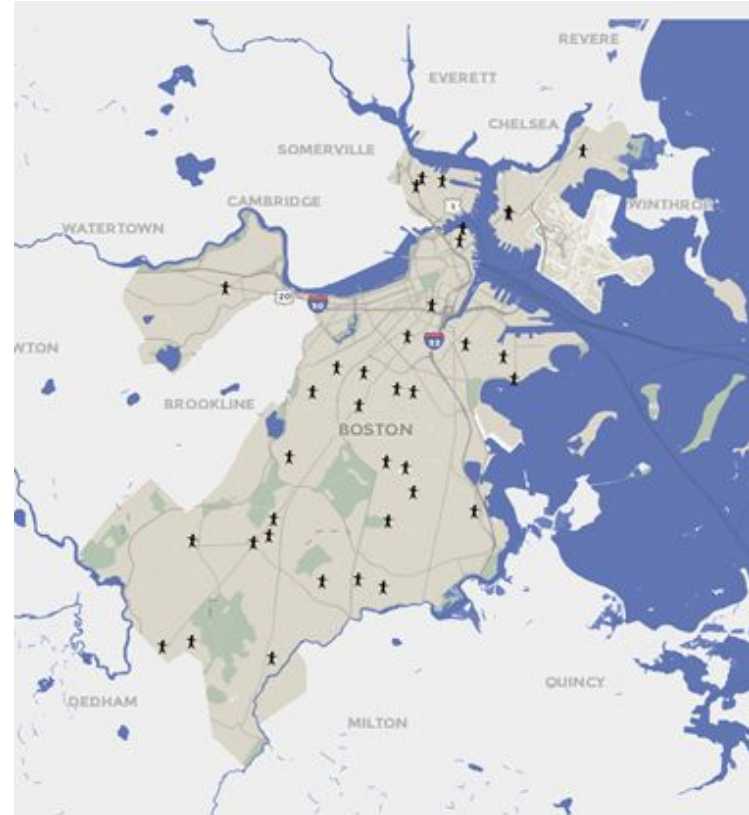 REVERE
EVERETT
CHELSEA
SOMERVILLE
CAMBRIDGE
1
WINTHROP
WATERTOWN
20
90
93
WTON
BROOKLINE
BOSTON
DEDHAM
QUINCY
MILTON